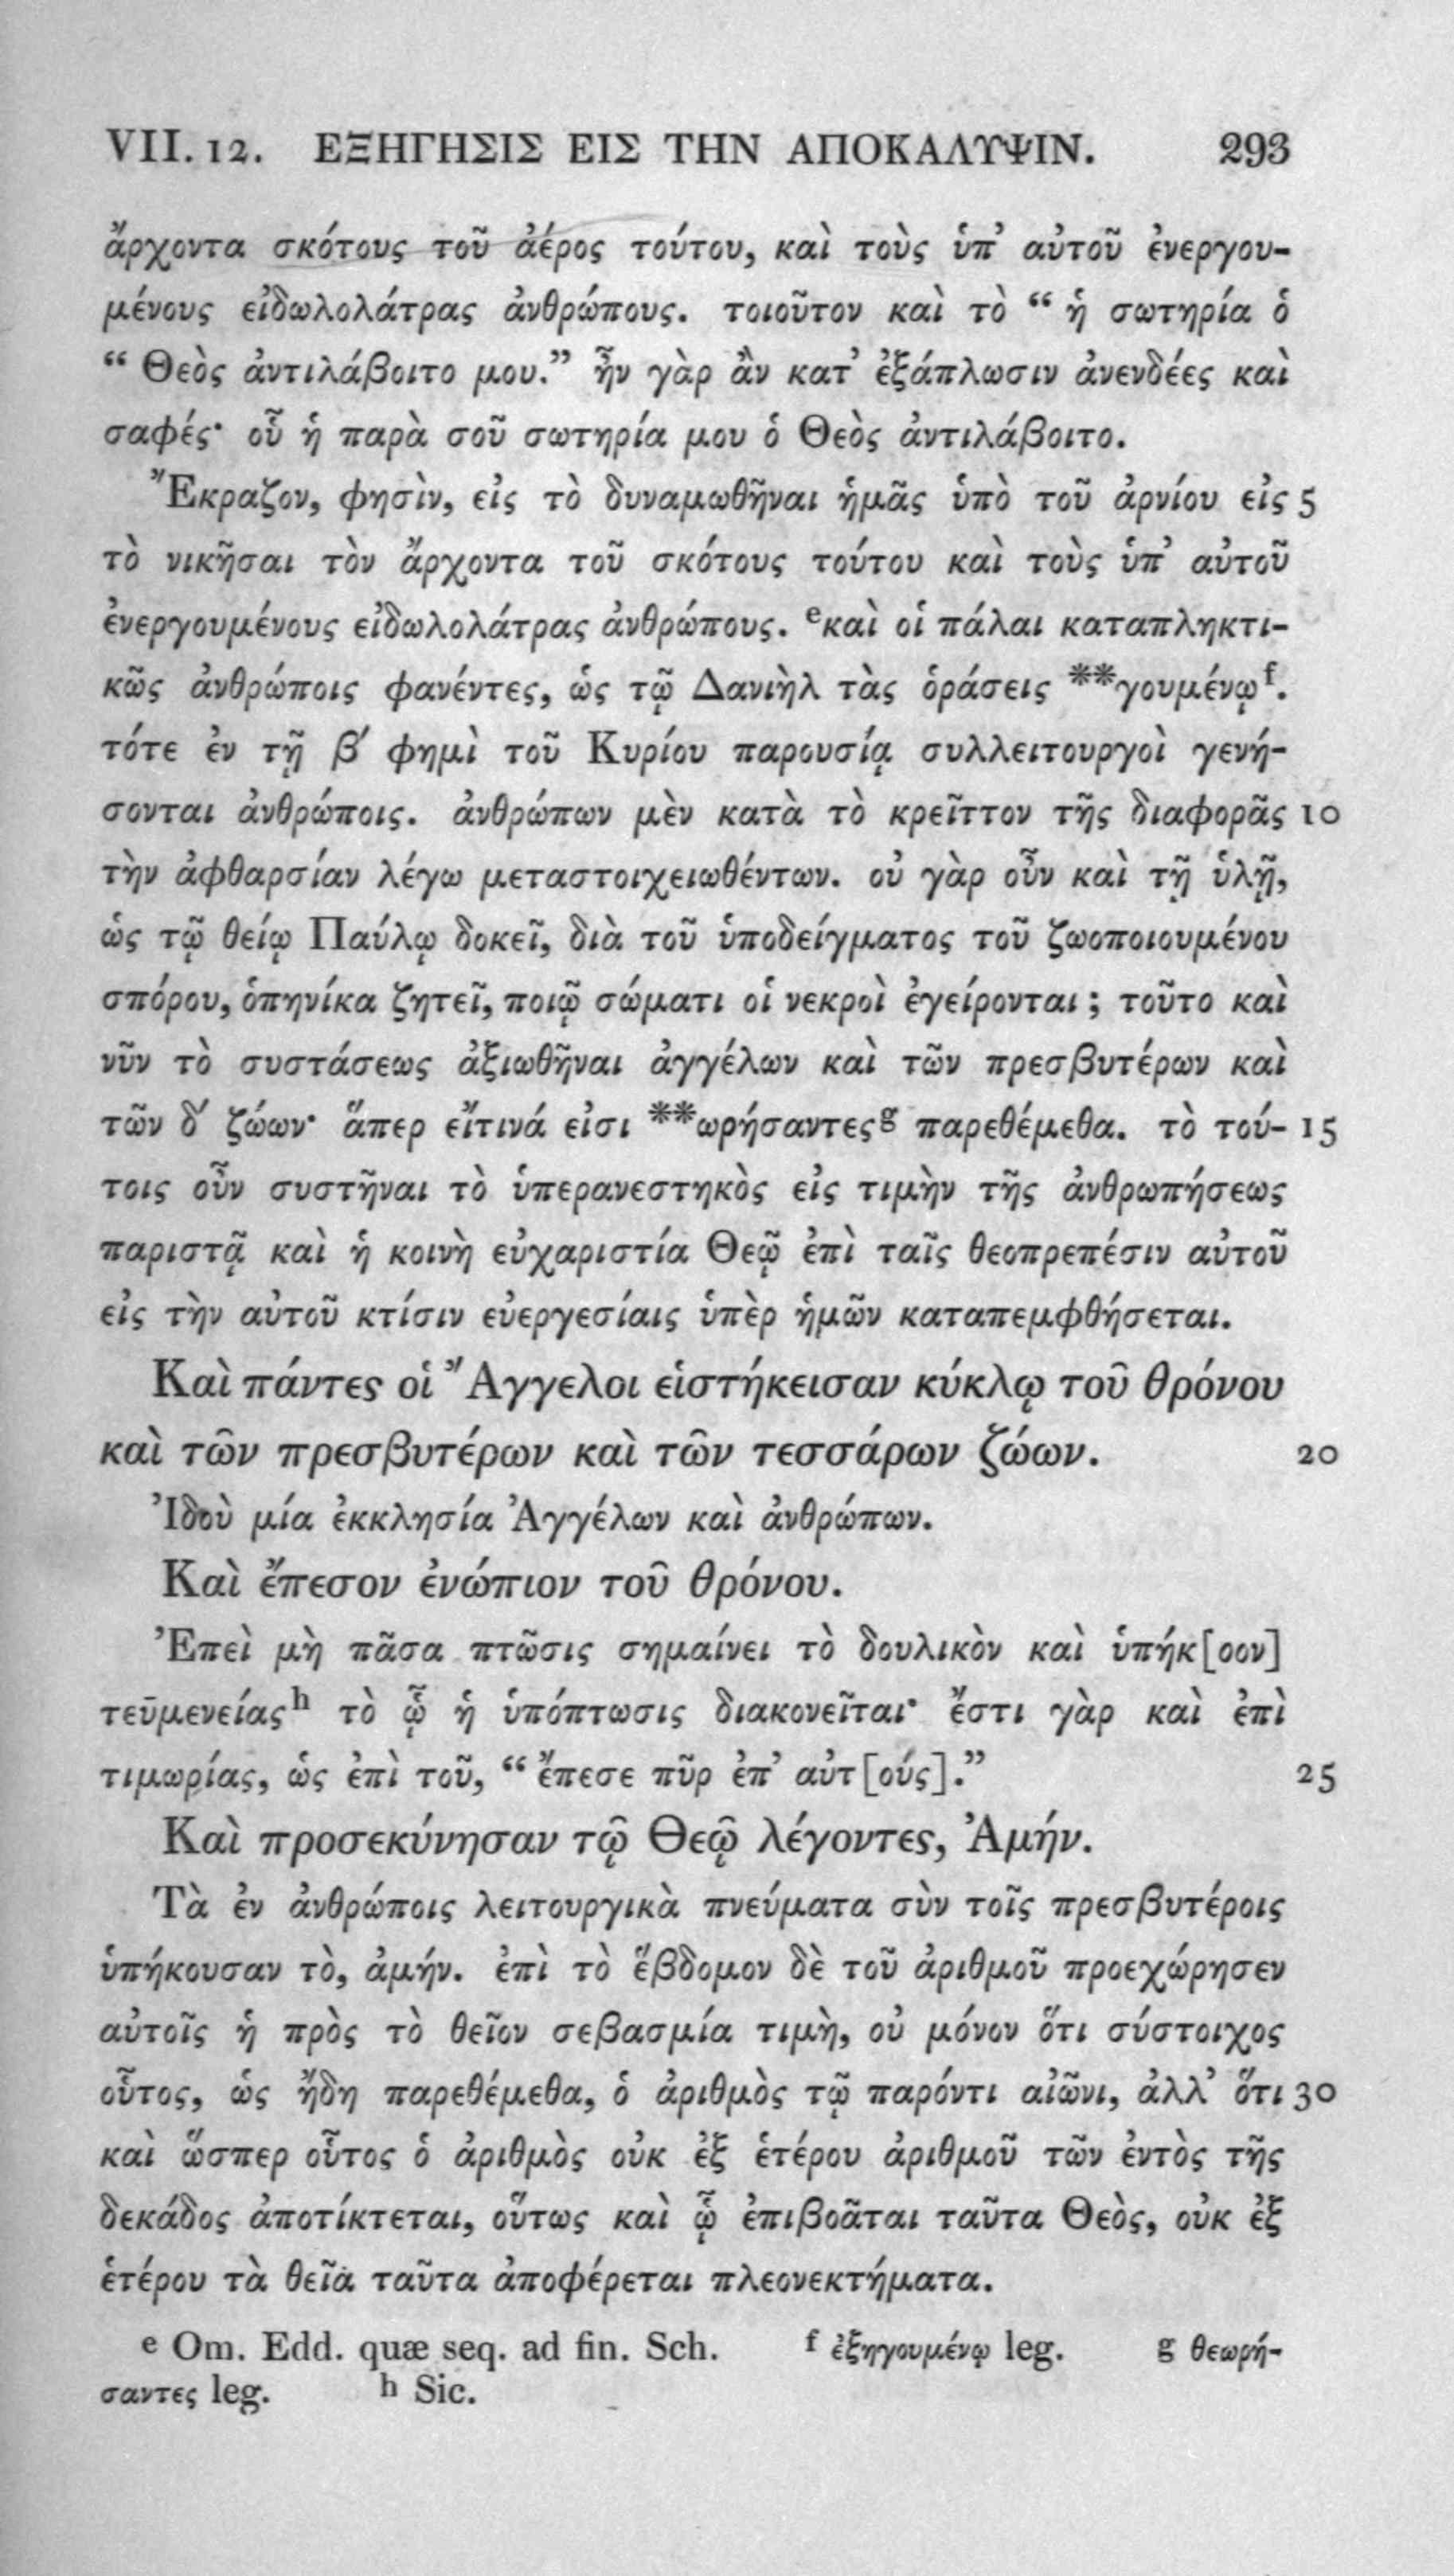 VII. 12. ΕΞΗΓΗΣΙΣ ΕΙΣ ΤΗΝ ΑΠΟΚΑΛΥΨΙΝ. 293
ἄρχοντα σκότους τοῦ ἀέρος τούτου, καὶ τοὺς ὑπ’ αὐτοῦ ἐνεργου-
μένους εἰδωλολάτρας ἀνθρώπους. τοιοῦτον καὶ τὸ “ ἡ σωτηρία ὁ
“ Θεὸς ἀντιλάβοιτο μου.” ἦν γὰρ ἂν κατ’ ἐξάπλωσιν ἀνενδέες καὶ
σαφές· οὗ ἡ παρὰ σοῦ σωτηρία μου ὁ Θεὸς ἀντιλάβοιτο.
Ἔκραζον, φησὶν, εἰς τὸ δυναμωθῆναι ἡμᾶς ὑπὸ τοῦ ἀρνίου εἰς 5
τὸ νικῆσαι τὸν ἄρχοντα τοῦ σκότους τούτου καὶ τοὺς ὑπ’ αὐτοῦ
ἐνεργουμένους εἰδωλολάτρας ἀνθρώπους. ᵉκαὶ οἱ πάλαι καταπληκτι-
κῶς ἀνθρώποις φανέντες, ὡς τῷ Δανιὴλ τὰς ὁράσεις **γουμένῳᶠ.
τότε ἐν τῇ β′ φημὶ τοῦ Κυρίου παρουσίᾳ συλλειτουργοὶ γενή-
σονται ἀνθρώποις. ἀνθρώπων μὲν κατὰ τὸ κρεῖττον τῆς διαφορᾶς 10
τὴν ἀφθαρσίαν λέγω μεταστοιχειωθέντων. οὐ γὰρ οὖν καὶ τῇ ὑλῇ,
ὡς τῷ θείῳ Παύλῳ δοκεῖ, διὰ τοῦ ὑποδείγματος τοῦ ζωοποιουμένου
σπόρου, ὁπηνίκα ζητεῖ, ποιῷ σώματι οἱ νεκροὶ ἐγείρονται ; τοῦτο καὶ
νῦν τὸ συστάσεως ἀξιωθῆναι ἀγγέλων καὶ τῶν πρεσβυτέρων καὶ
τῶν δ′ ζώων· ἅπερ εἴτινά εἰσι **ωρήσαντεςᵍ παρεθέμεθα. τὸ τού- 15
τοις οὖν συστῆναι τὸ ὑπερανεστηκὸς εἰς τιμὴν τῆς ἀνθρωπήσεως
παριστᾷ καὶ ἡ κοινὴ εὐχαριστία Θεῷ ἐπὶ ταῖς θεοπρεπέσιν αὐτοῦ
εἰς τὴν αὐτοῦ κτίσιν εὐεργεσίαις ὑπὲρ ἡμῶν καταπεμφθήσεται.
Καὶ πάντες οἱ Ἄγγελοι εἱστήκεισαν κύκλῳ τοῦ θρόνου
καὶ τῶν πρεσβυτέρων καὶ τῶν τεσσάρων ζώων. 20
Ἰδοὺ μία ἐκκλησία Ἀγγέλων καὶ ἀνθρώπων.
Καὶ ἔπεσον ἐνώπιον τοῦ θρόνου.
Ἐπεὶ μὴ πᾶσα πτῶσις σημαίνει τὸ δουλικὸν καὶ ὑπήκ[οον]
τεῡμενείαςʰ τὸ ᾧ ἡ ὑπόπτωσις διακονεῖται· ἔστι γὰρ καὶ ἐπὶ
τιμωρίας, ὡς ἐπὶ τοῦ, “ ἔπεσε πῦρ ἐπ’ αὐτ[ούς].” 25
Καὶ προσεκύνησαν τῷ Θεῷ λέγοντες, Ἀμήν.
Τὰ ἐν ἀνθρώποις λειτουργικὰ πνεύματα σὺν τοῖς πρεσβυτέροις
ὑπήκουσαν τὸ, ἀμήν. ἐπὶ τὸ ἕβδομον δὲ τοῦ ἀριθμοῦ προεχώρησεν
αὐτοῖς ἡ πρὸς τὸ θεῖον σεβασμία τιμὴ, οὐ μόνον ὅτι σύστοιχος
οὗτος, ὡς ἤδη παρεθέμεθα, ὁ ἀριθμὸς τῷ παρόντι αἰῶνι, ἀλλ’ ὅτι 30
καὶ ὥσπερ οὗτος ὁ ἀριθμὸς οὐκ ἐξ ἑτέρου ἀριθμοῦ τῶν ἐντὸς τῆς
δεκάδος ἀποτίκτεται, οὕτως καὶ ᾧ ἐπιβοᾶται ταῦτα Θεὸς, οὐκ ἐξ
ἑτέρου τὰ θεῖα ταῦτα ἀποφέρεται πλεονεκτήματα.
ᵉ Om. Edd. quæ seq. ad fin. Sch. ᶠ ἐξηγουμένῳ leg. ᵍ θεωρή-
σαντες leg. ʰ Sic.